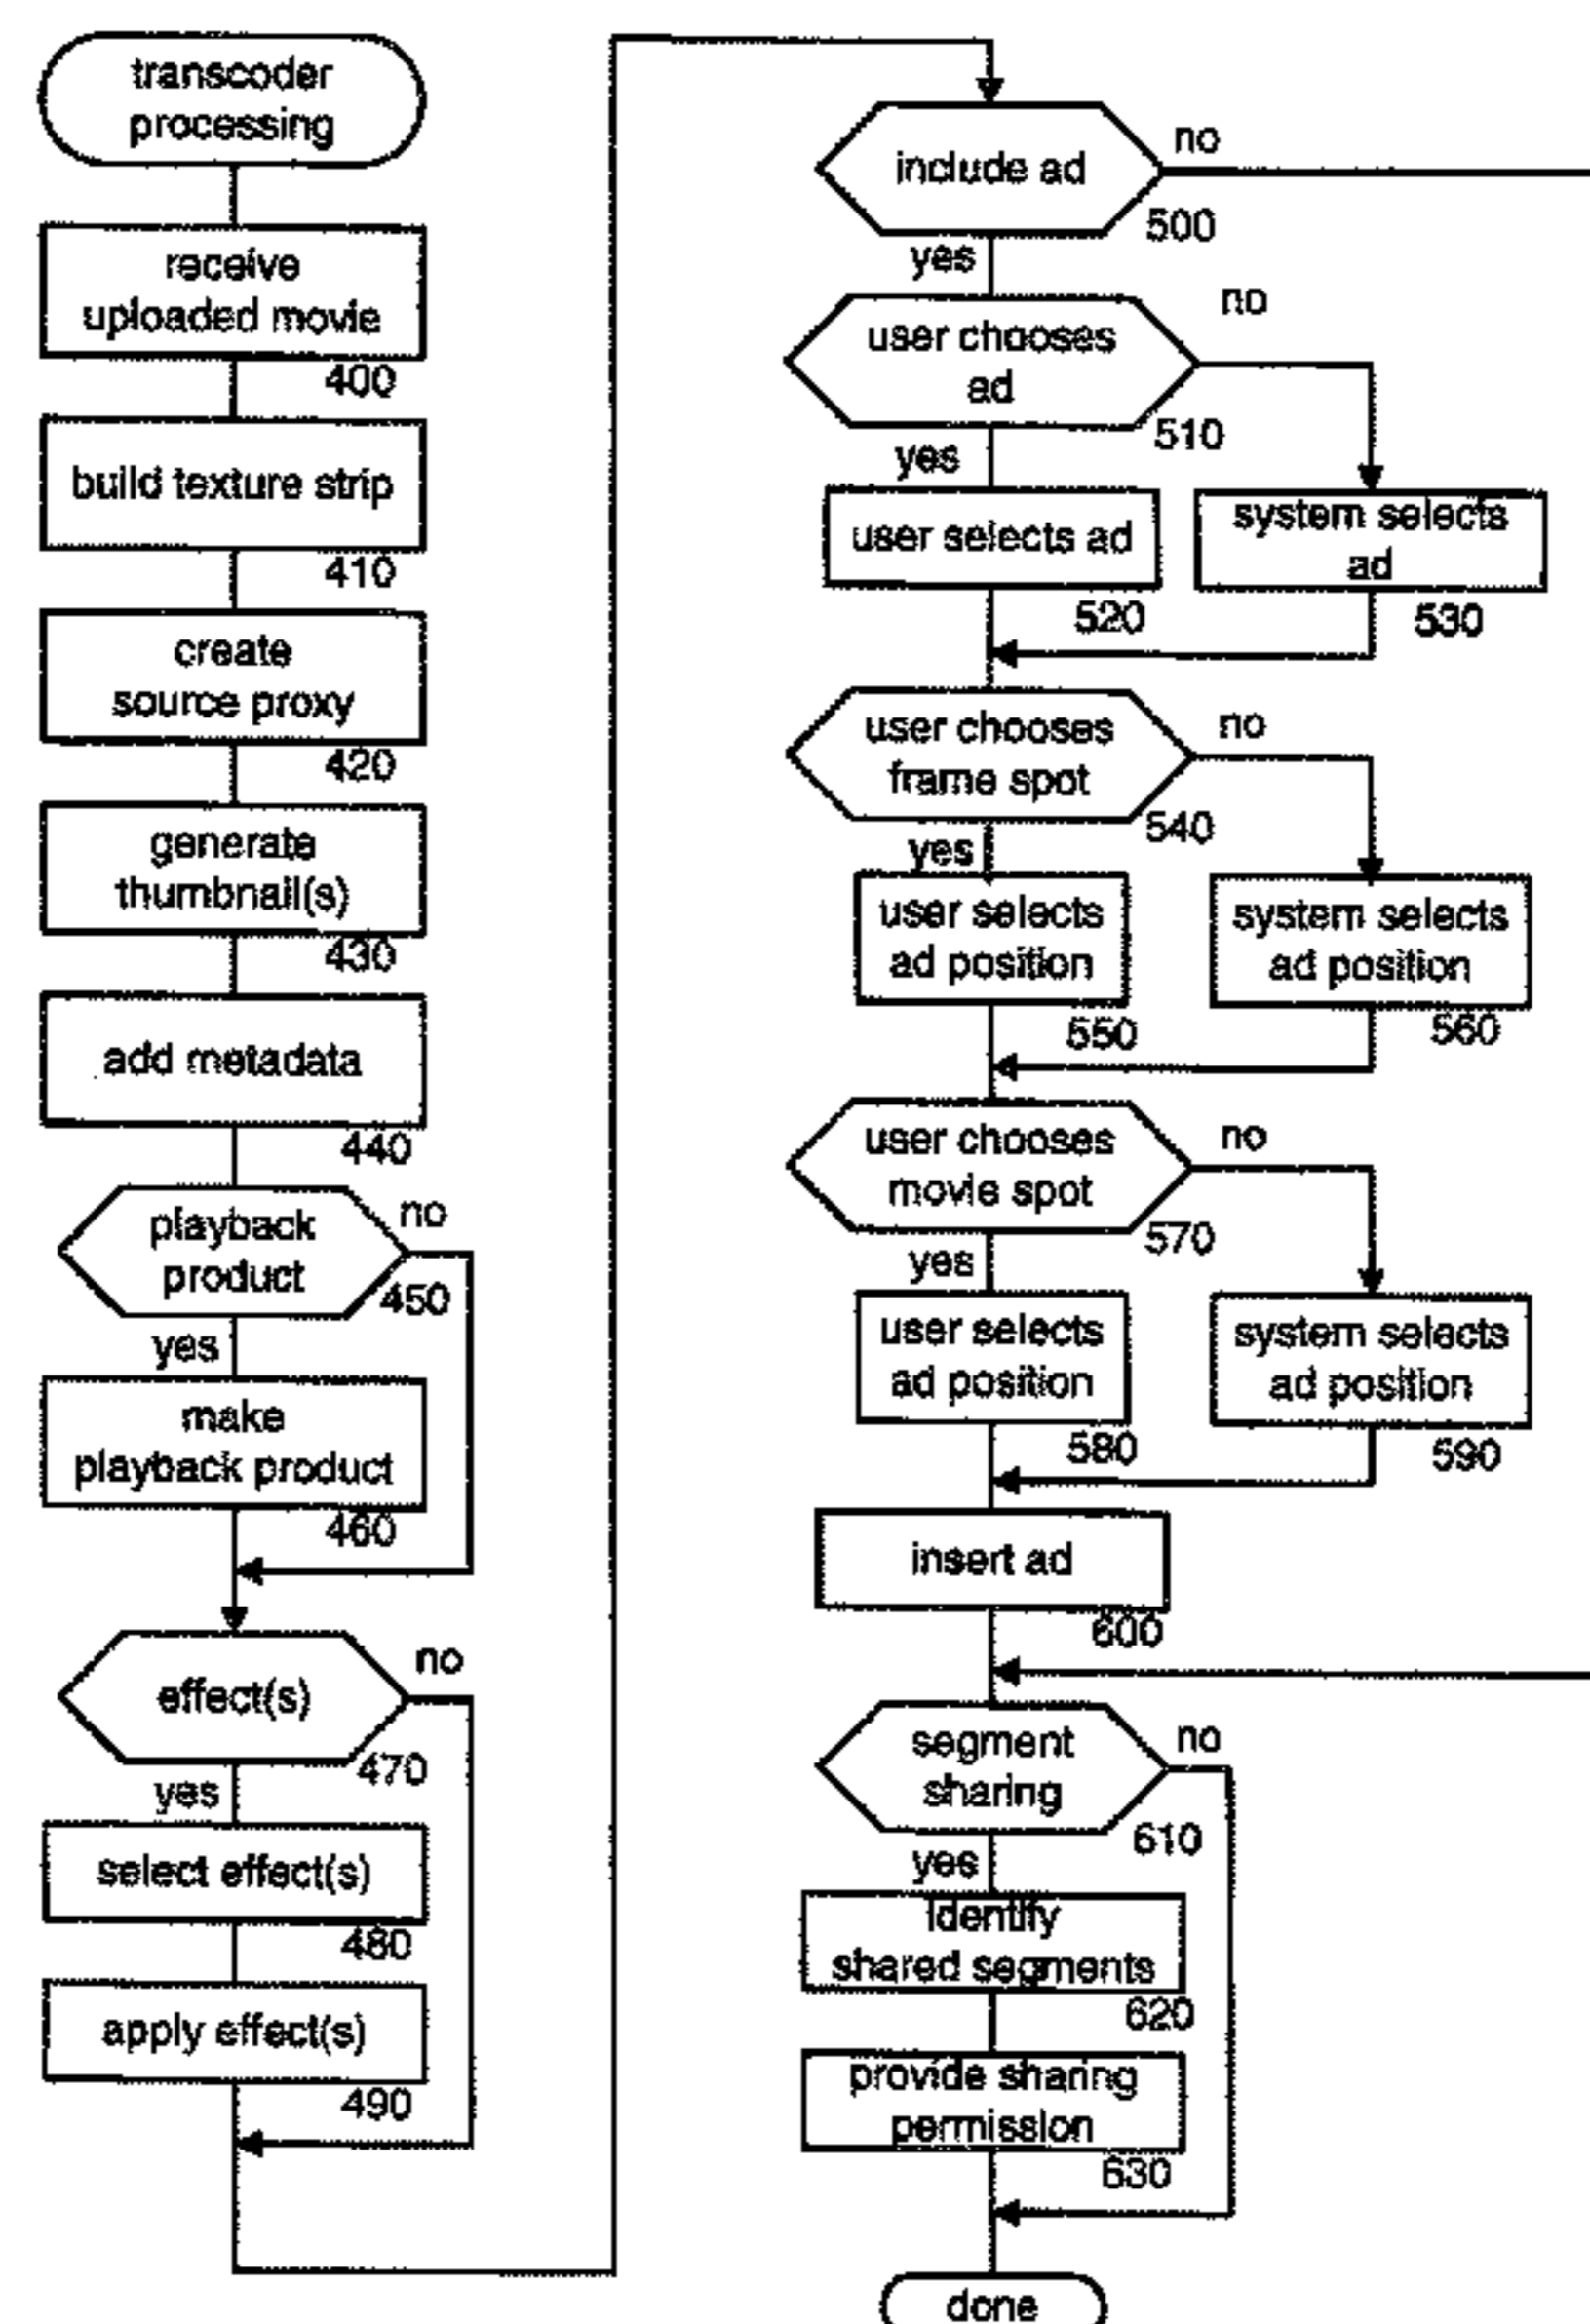 transcoder
processing
receive
uploaded movie
400
build texture strip
410
create
source proxy
420
generate
thumbnail(s)
430
add metadata
440
playback
product
no
450
yes
make
playback product
460
effect(s)
no
470
yes
select effect(s)
480
apply effect(s)
490
include ad
no
500
yes
user chooses
ad
no
510
yes
user selects ad
520
system selects
ad
530
user chooses
frame spot
no
540
yes
user selects
ad position
550
system selects
ad position
560
user chooses
movie spot
no
570
yes
user selects
ad position
580
system selects
ad position
590
insert ad
600
segment
sharing
no
610
yes
identify
shared segments
620
provide sharing
permission
630
done